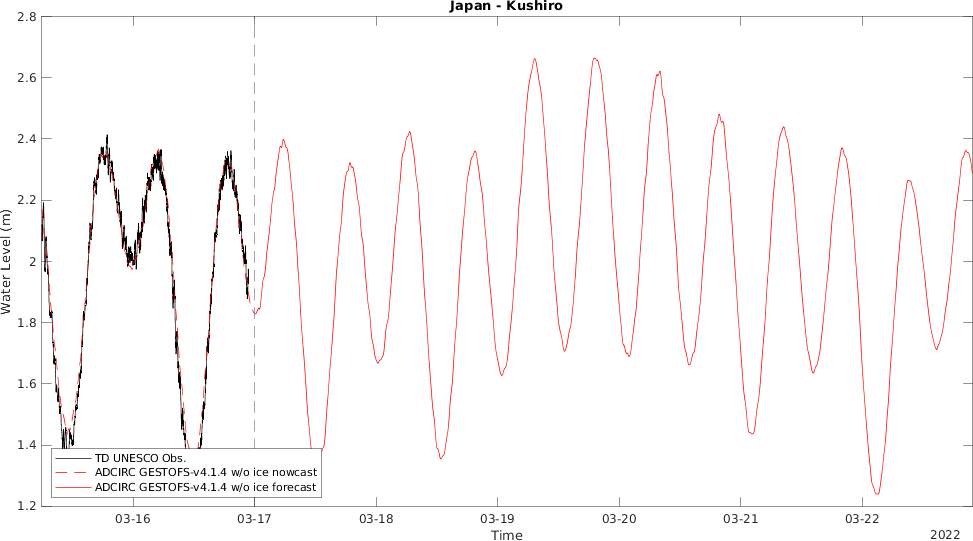 Japan - Kushiro
2.8
2.6
2.4
2.2
2
1.8
1.6
1.4
1.2
Water Level (m)
TD UNESCO Obs.
ADCIRC GESTOFS-v4.1.4 w/o ice nowcast
ADCIRC GESTOFS-v4.1.4 w/o ice forecast
03-16 03-17 03-18 03-19 03-20 03-21 03-22
Time
2022